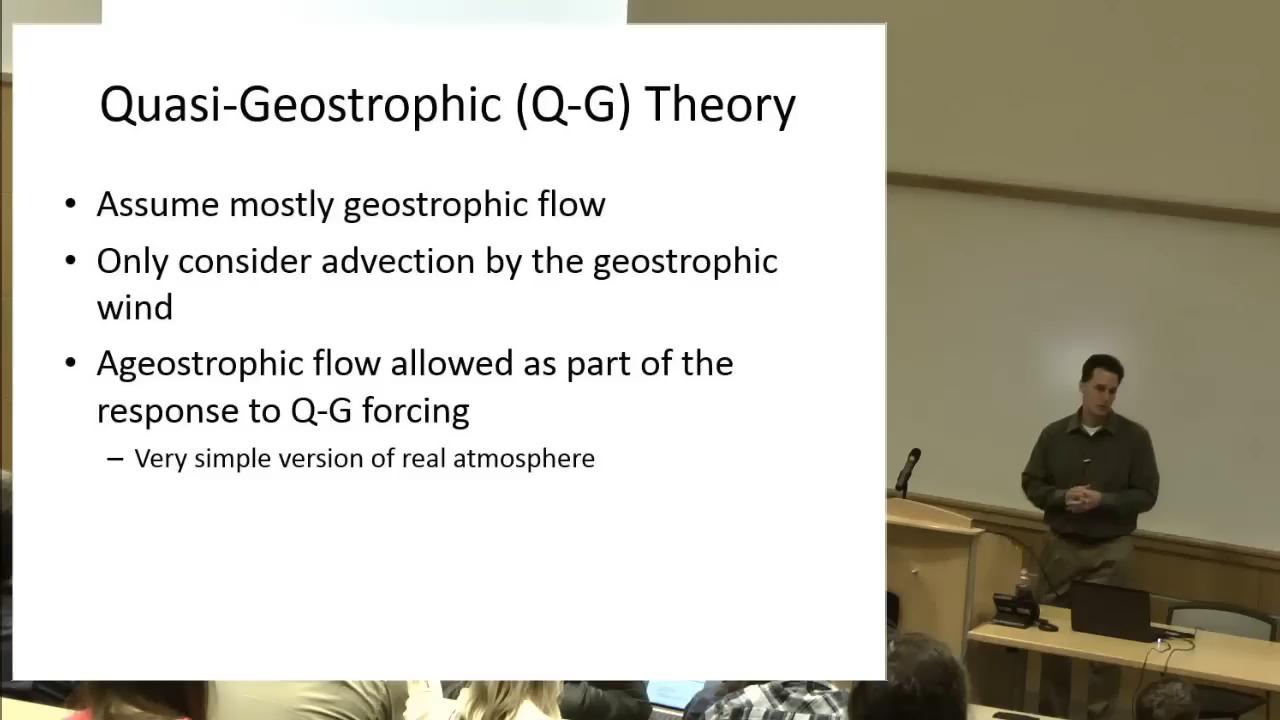 Quasi-Geostrophic (Q-G) Theory
• Assume mostly geostrophic flow
• Only consider advection by the geostrophic
wind
• Ageostrophic flow allowed as part of the
response to Q-G forcing
– Very simple version of real atmosphere